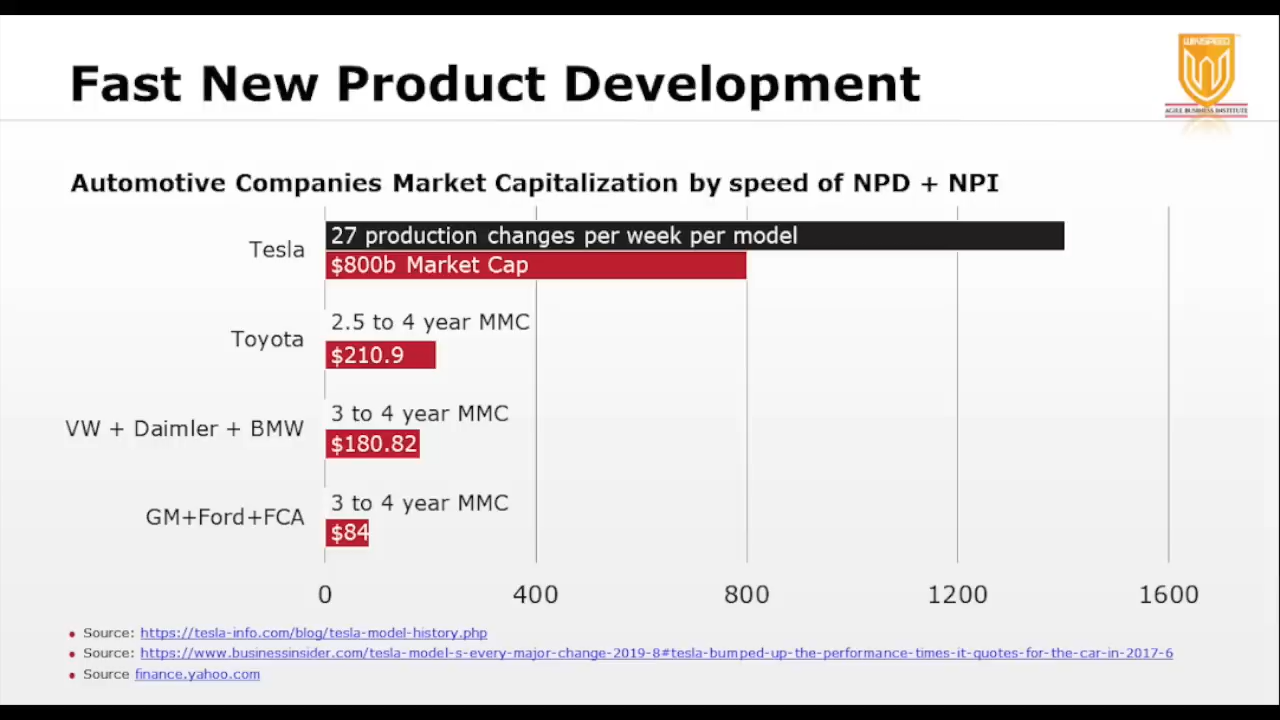 Fast New Product Development
WINSPEED
AGILE BUSINESS INSTITUTE
Automotive Companies Market Capitalization by speed of NPD + NPI
Tesla
27 production changes per week per model
$800b Market Cap
Toyota
2.5 to 4 year MMC
$210.9
VW + Daimler + BMW
3 to 4 year MMC
$180.82
GM+Ford+FCA
3 to 4 year MMC
$84
0 400 800 1200 1600
• Source: https://tesla-info.com/blog/tesla-model-history.php
• Source: https://www.businessinsider.com/tesla-model-s-every-major-change-2019-8#tesla-bumped-up-the-performance-times-it-quotes-for-the-car-in-2017-6
• Source finance.yahoo.com